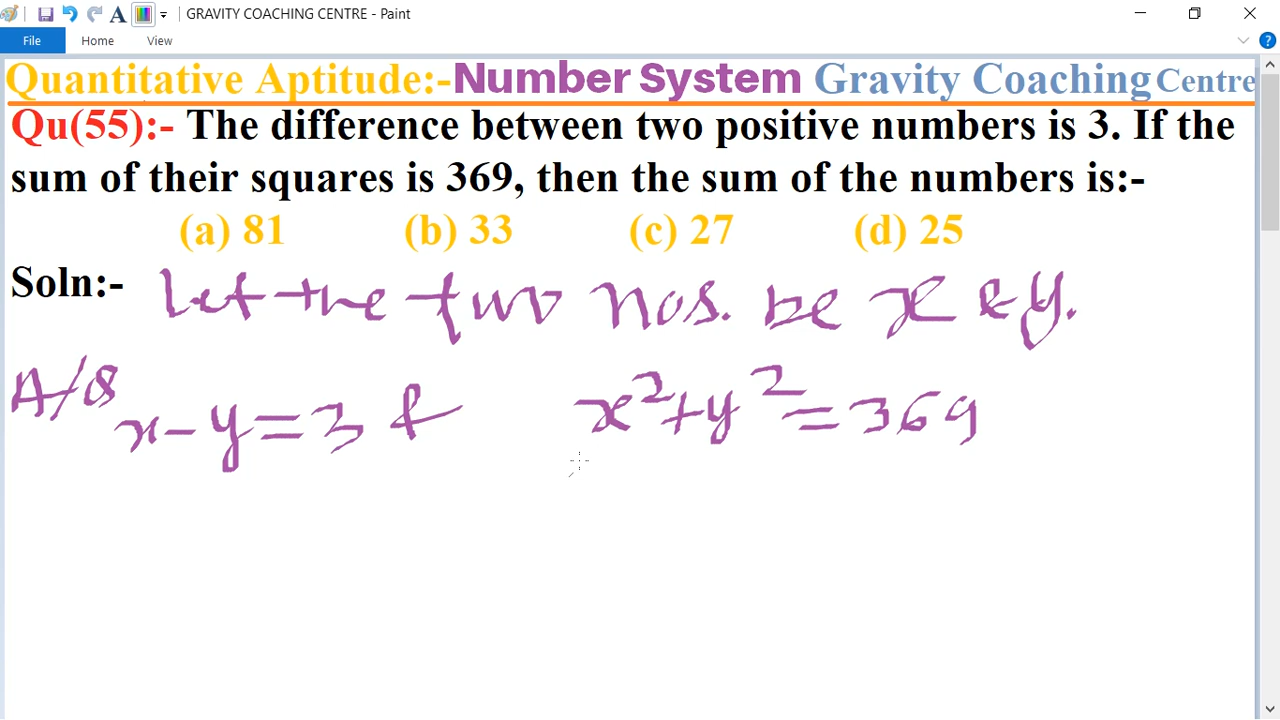 GRAVITY COACHING CENTRE - Paint
File Home View
Quantitative Aptitude:-Number System Gravity Coaching Centre
Qu(55):- The difference between two positive numbers is 3. If the
sum of their squares is 369, then the sum of the numbers is:-
(a) 81 (b) 33 (c) 27 (d) 25
Soln:- Let the two nos. be x & y.
A/Q
x-y=3 & x²+y²=369